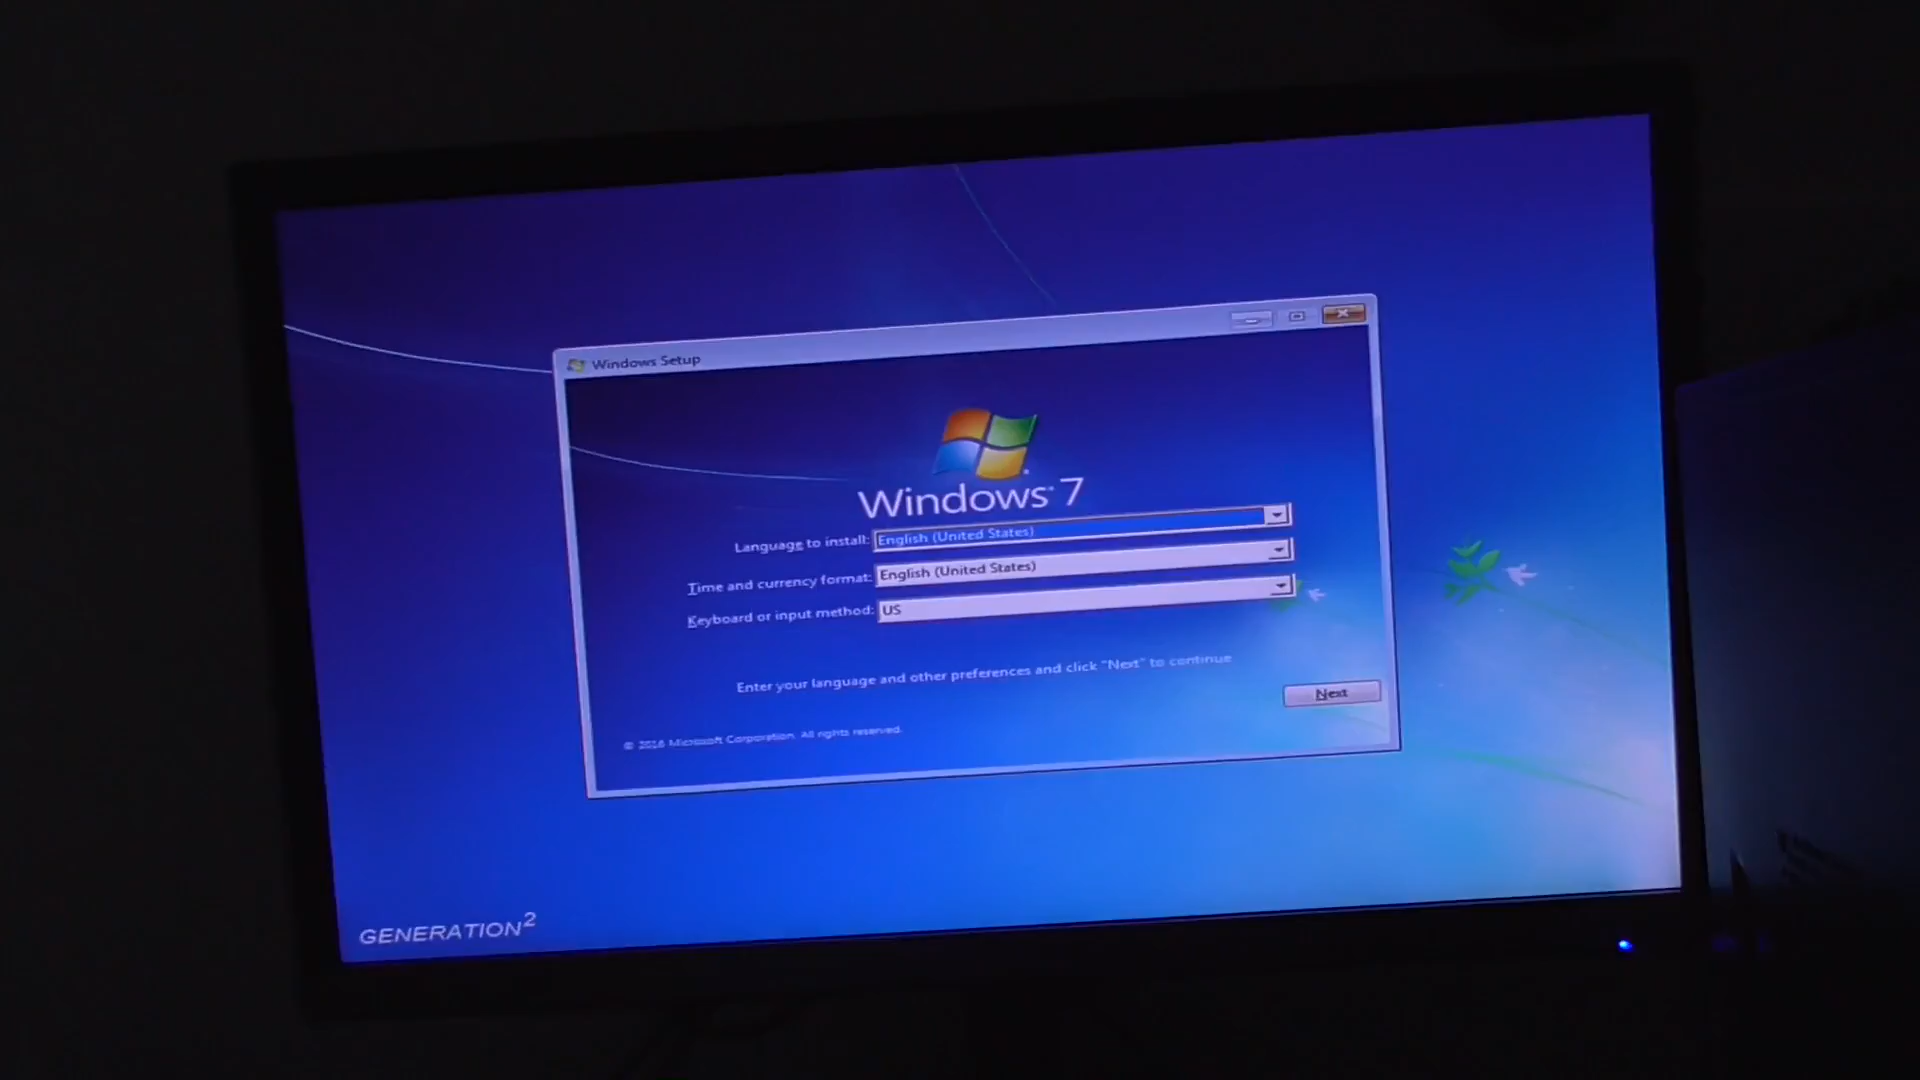 Windows Setup
Windows 7
Language to install: English (United States)
Time and currency format: English (United States)
Keyboard or input method: US
Enter your language and other preferences and click "Next" to continue
Next
© 2016 Microsoft Corporation. All rights reserved.
GENERATION²